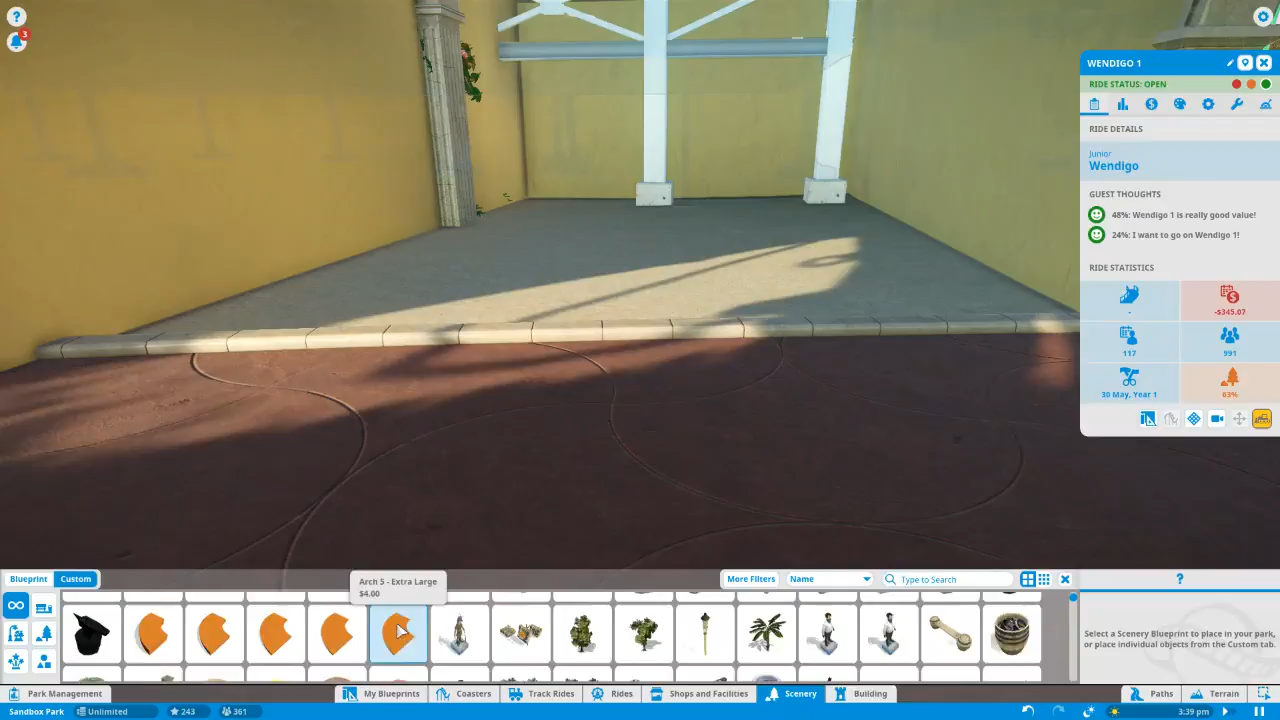 3
WENDIGO 1
RIDE STATUS: OPEN
RIDE DETAILS
Junior
Wendigo
GUEST THOUGHTS
48%: Wendigo 1 is really good value!
24%: I want to go on Wendigo 1!
RIDE STATISTICS
-
-$345.07
117
991
30 May, Year 1
63%
Blueprint
Custom
Arch 5 - Extra Large
$4.00
More Filters
Name
Type to Search
Select a Scenery Blueprint to place in your park,
or place individual objects from the Custom tab.
Park Management
My Blueprints
Coasters
Track Rides
Rides
Shops and Facilities
Scenery
Building
Paths
Terrain
Sandbox Park
Unlimited
243
361
3:39 pm